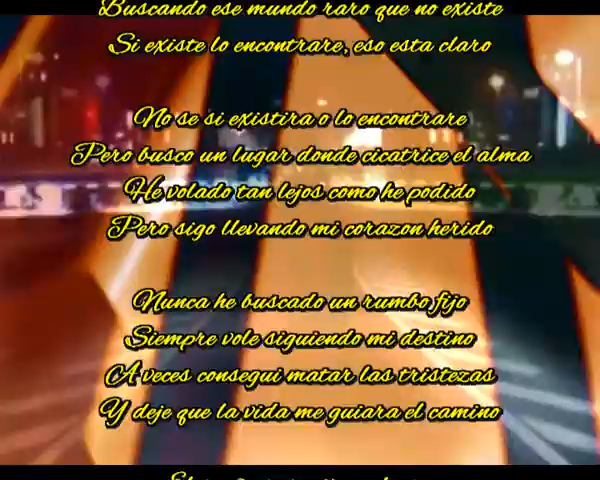 Buscando ese mundo raro que no existe
Si existe lo encontrare, eso esta claro
No se si existira o lo encontrare
Pero busco un lugar donde cicatrice el alma
He volado tan lejos como he podido
Pero sigo llevando mi corazon herido
Nunca he buscado un rumbo fijo
Siempre vole siguiendo mi destino
A veces consegui matar las tristezas
Y deje que la vida me guiara el camino